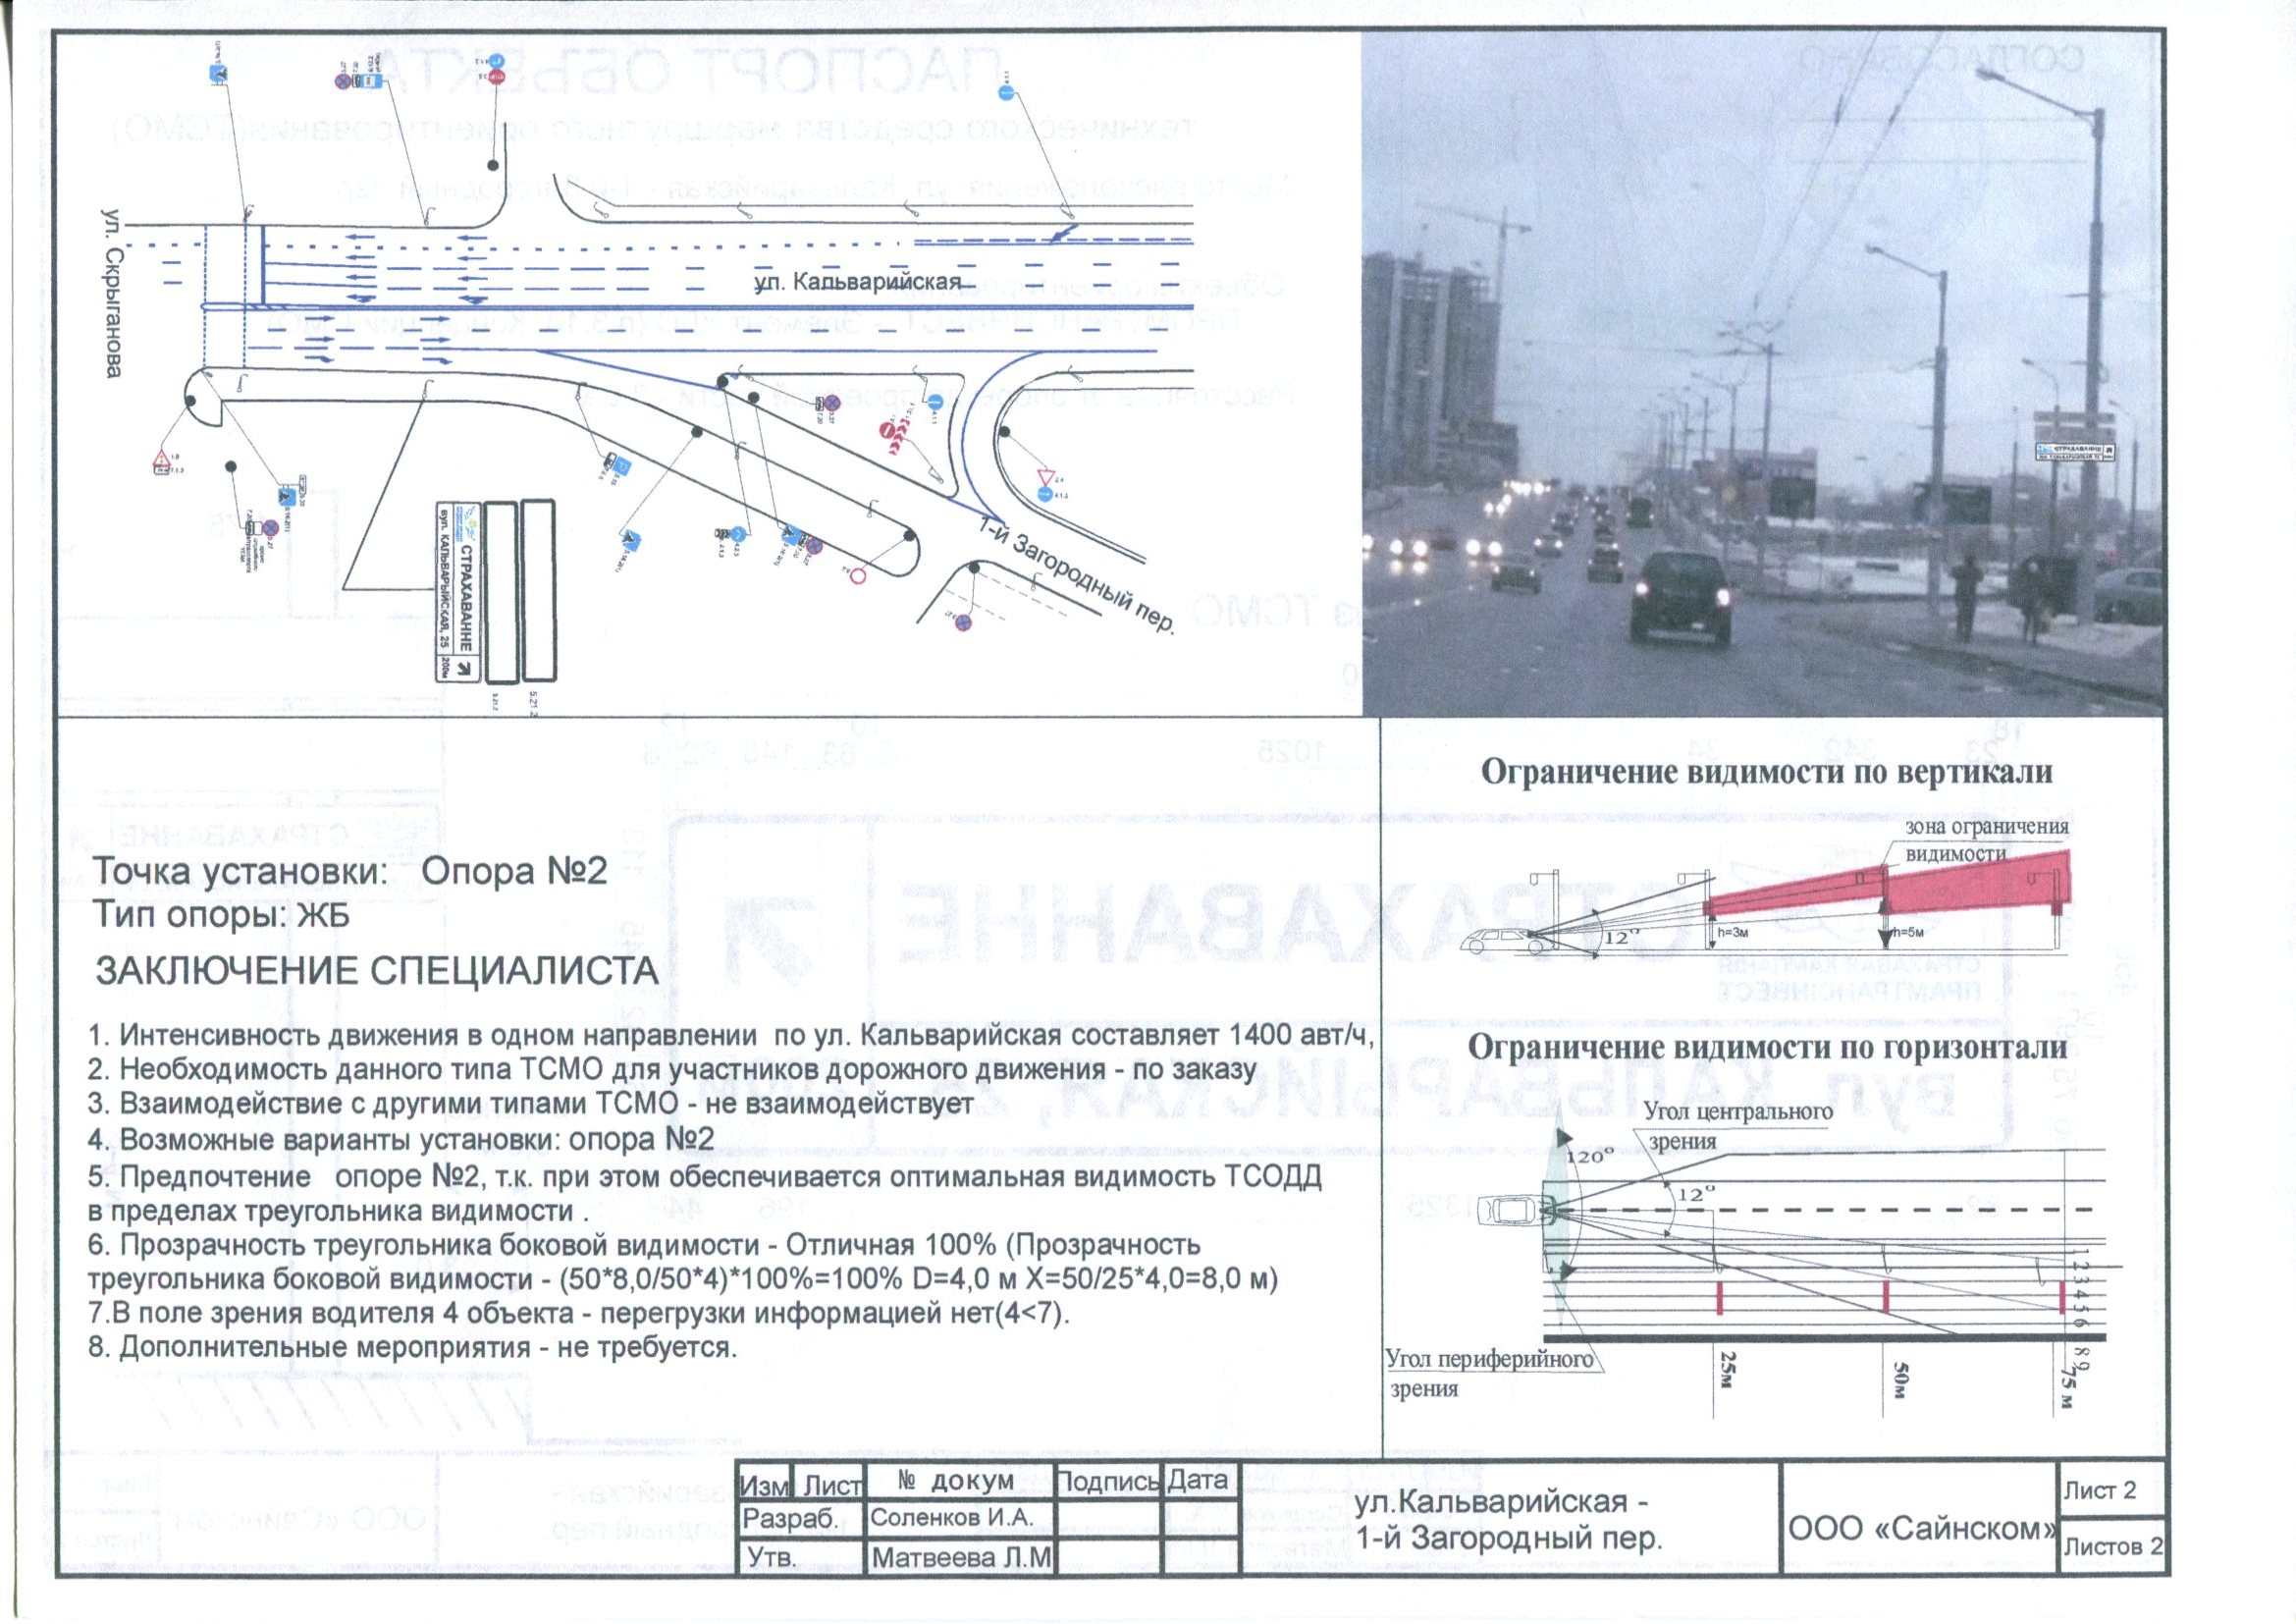 ул. Скрыганова
ул. Кальварийская
1-й Загородный пер.
СТРАХАВАННЕ
вул. КАЛЬВАРЫЙСКАЯ, 25
200м
5.21.2
5.21.2
Точка установки: Опора №2
Тип опоры: ЖБ
ЗАКЛЮЧЕНИЕ СПЕЦИАЛИСТА
1. Интенсивность движения в одном направлении по ул. Кальварийская составляет 1400 авт/ч,
2. Необходимость данного типа ТСМО для участников дорожного движения - по заказу
3. Взаимодействие с другими типами ТСМО - не взаимодействует
4. Возможные варианты установки: опора №2
5. Предпочтение опоре №2, т.к. при этом обеспечивается оптимальная видимость ТСОДД
в пределах треугольника видимости .
6. Прозрачность треугольника боковой видимости - Отличная 100% (Прозрачность
треугольника боковой видимости - (50*8,0/50*4)*100%=100% D=4,0 м X=50/25*4,0=8,0 м)
7.В поле зрения водителя 4 объекта - перегрузки информацией нет(4<7).
8. Дополнительные мероприятия - не требуется.
Ограничение видимости по вертикали
зона ограничения
видимости
12°
h=3м
h=5м
Ограничение видимости по горизонтали
Угол центрального
зрения
120°
12°
Угол периферийного
зрения
25м
50м
75 м
1 2 3 4 5 6
8 9
Изм Лист № докум Подпись Дата
Разраб. Соленков И.А.
Утв. Матвеева Л.М
ул.Кальварийская -
1-й Загородный пер.
ООО «Сайнском»
Лист 2
Листов 2